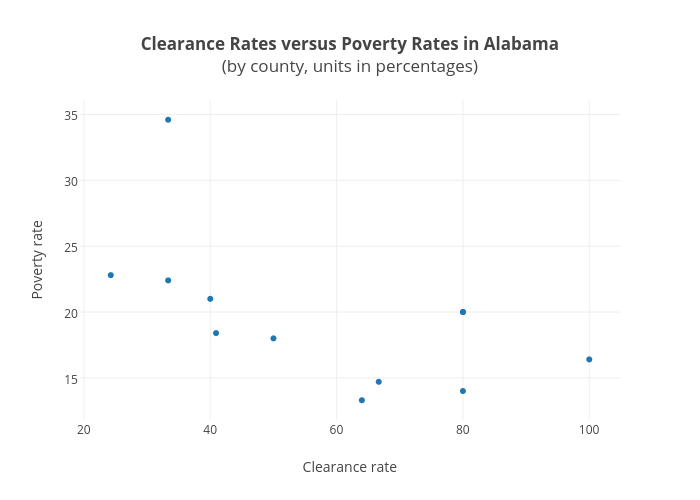 Clearance Rates versus Poverty Rates in Alabama
(by county, units in percentages)
35
30
25
20
15
Poverty rate
20 40 60 80 100
Clearance rate